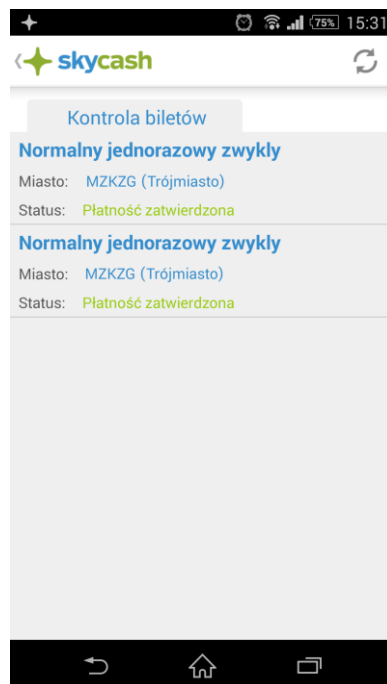 75% 15:31
skycash
Kontrola biletów
Normalny jednorazowy zwykly
Miasto: MZKZG (Trójmiasto)
Status: Płatność zatwierdzona
Normalny jednorazowy zwykly
Miasto: MZKZG (Trójmiasto)
Status: Płatność zatwierdzona